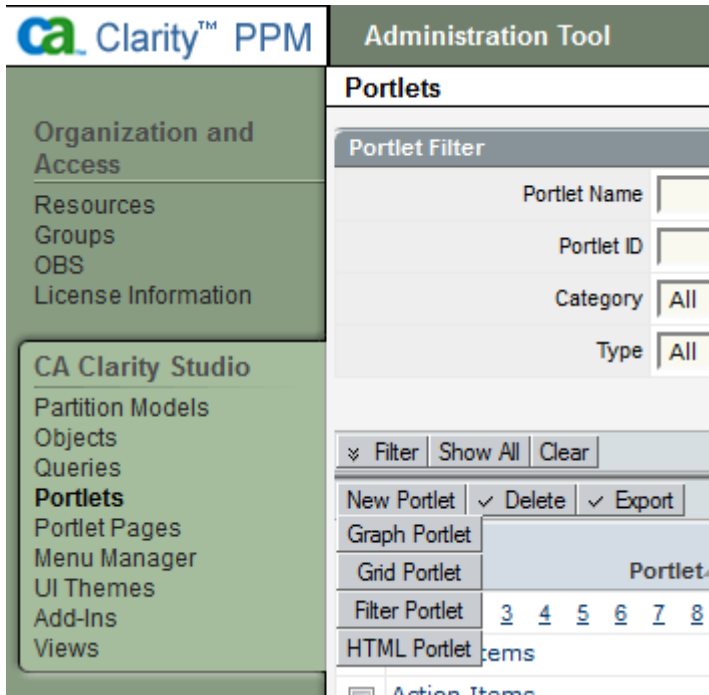 ca Clarity™ PPM
Administration Tool
Organization and
Access
Resources
Groups
OBS
License Information
CA Clarity Studio
Partition Models
Objects
Queries
Portlets
Portlet Pages
Menu Manager
UI Themes
Add-Ins
Views
Portlets
Portlet Filter
Portlet Name
Portlet ID
Category All
Type All
Filter Show All Clear
New Portlet Delete Export
Graph Portlet
Grid Portlet
Portlet
Filter Portlet 3 4 5 6 7 8
HTML Portlet tems
Action Items